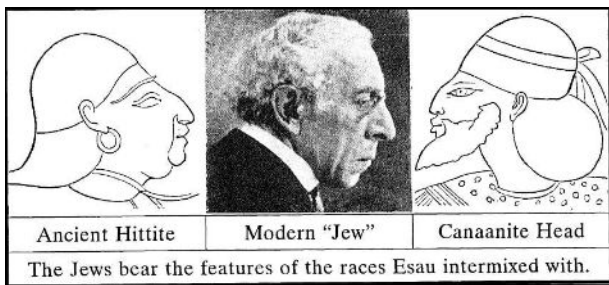 Ancient Hittite
Modern "Jew"
Canaanite Head
The Jews bear the features of the races Esau intermixed with.